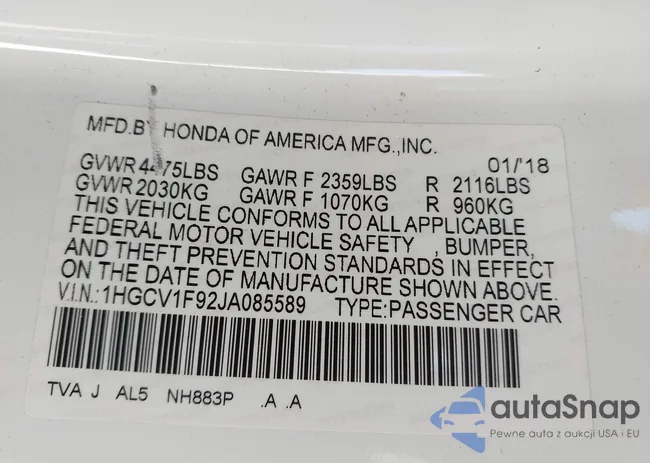 MFD.BY HONDA OF AMERICA MFG.,INC. 01/'18
GVWR 4475LBS GAWR F 2359LBS R 2116LBS
GVWR 2030KG GAWR F 1070KG R 960KG
THIS VEHICLE CONFORMS TO ALL APPLICABLE
FEDERAL MOTOR VEHICLE SAFETY , BUMPER,
AND THEFT PREVENTION STANDARDS IN EFFECT
ON THE DATE OF MANUFACTURE SHOWN ABOVE.
V.I.N.:1HGCV1F92JA085589 TYPE:PASSENGER CAR
TVA J AL5 NH883P .A .A
autaSnap
Pewne auta z aukcji USA i EU